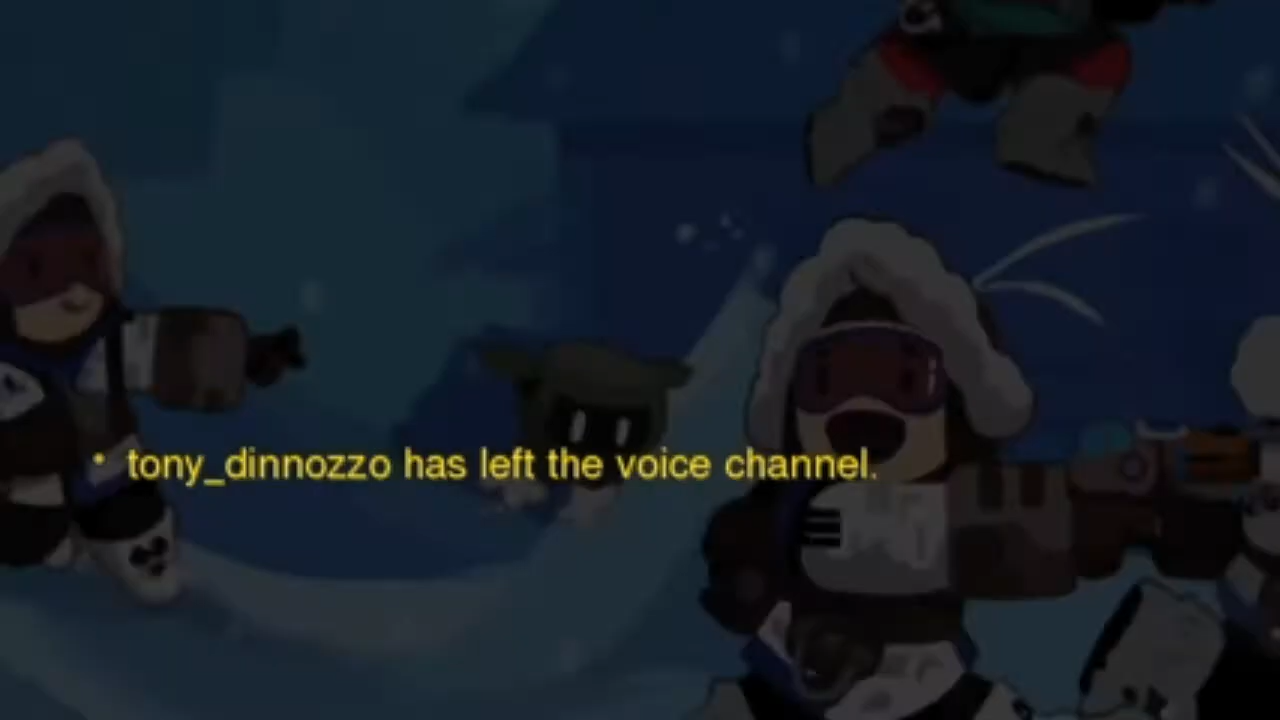 • tony_dinnozzo has left the voice channel.